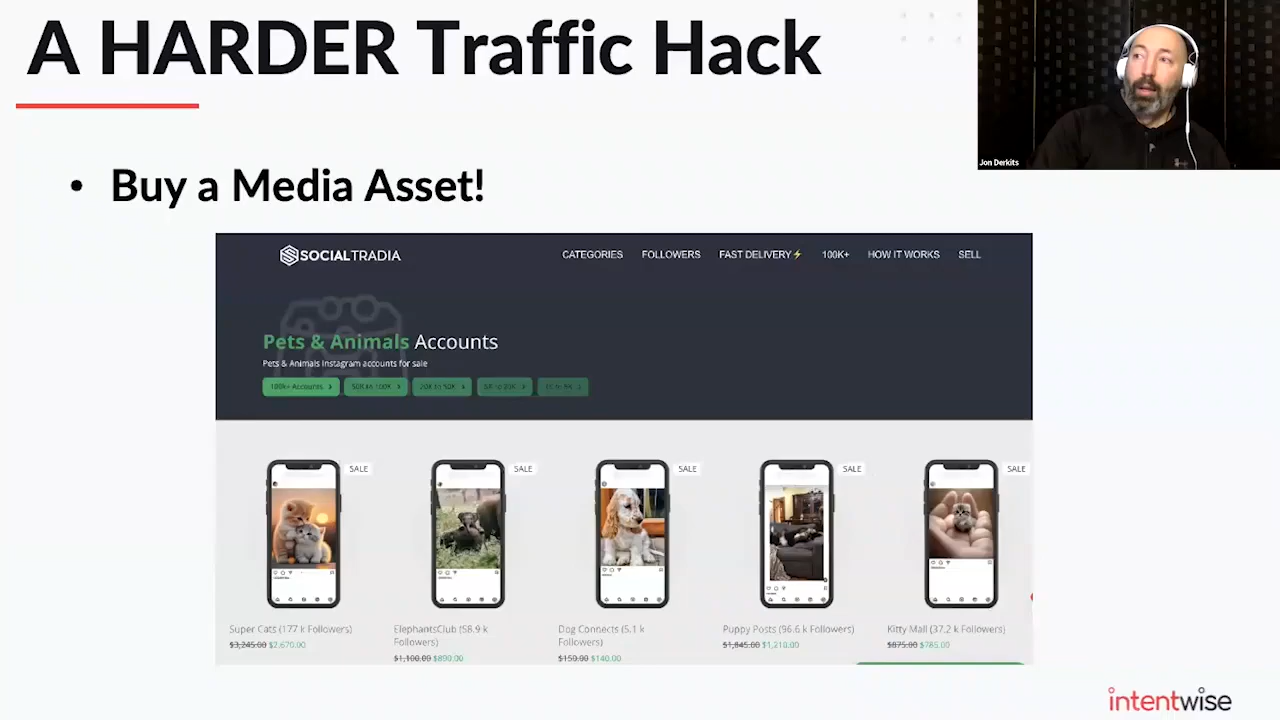 A HARDER Traffic Hack
Jon Derkits
• Buy a Media Asset!
SOCIALTRADIA
CATEGORIES FOLLOWERS FAST DELIVERY⚡ 100K+ HOW IT WORKS SELL
Pets & Animals Accounts
Pets & Animals Instagram accounts for sale
100k+ Accounts
SALE SALE SALE SALE SALE
Super Cats (177 k Followers)
$3,245.00 $2,670.00
ElephantsClub (58.9 k
Followers)
$1,100.00 $890.00
Dog Connects (5.1 k
Followers)
$150.00 $140.00
Puppy Posts (96.6 k Followers)
$1,845.00 $1,210.00
Kitty Mall (37.2 k Followers)
$875.00 $765.00
intentwise